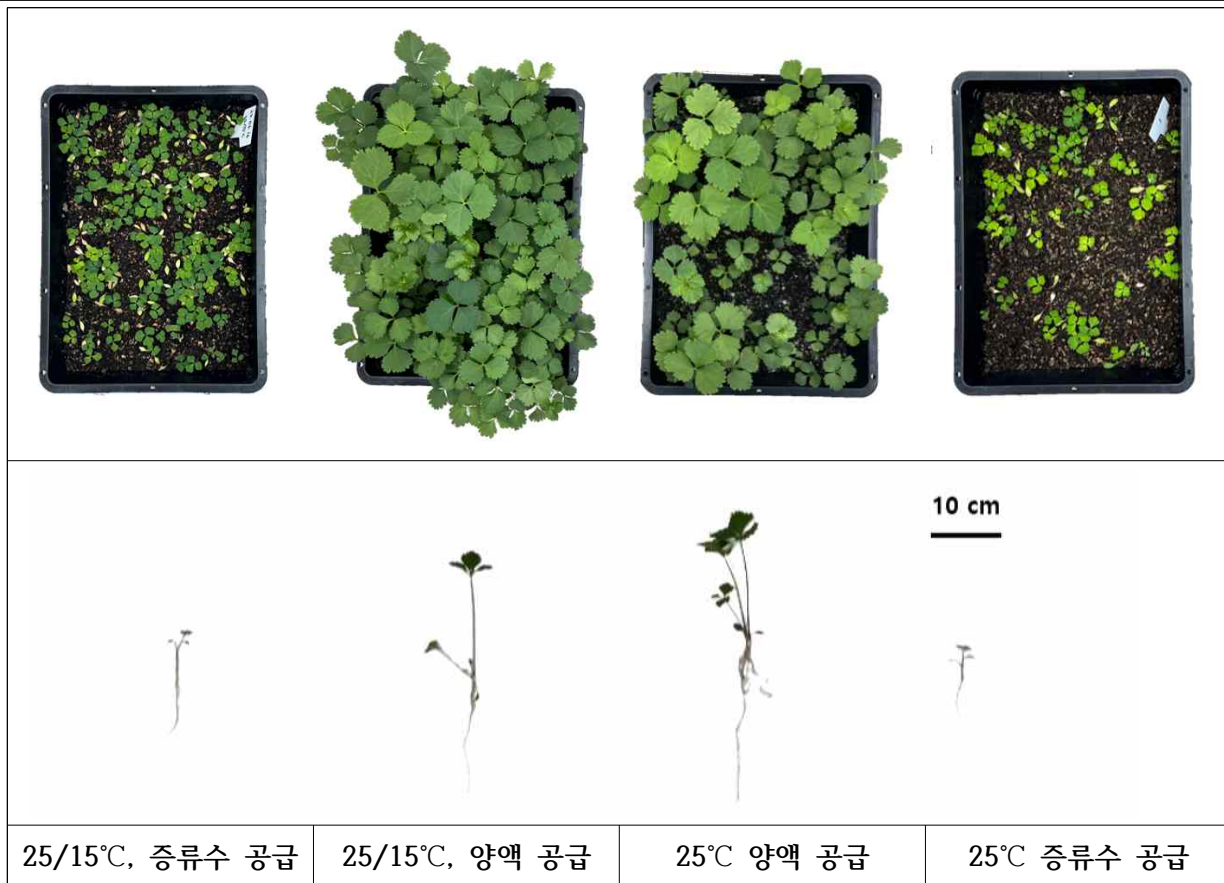 10 cm
25/15℃, 증류수 공급
25/15℃, 양액 공급
25℃ 양액 공급
25℃ 증류수 공급